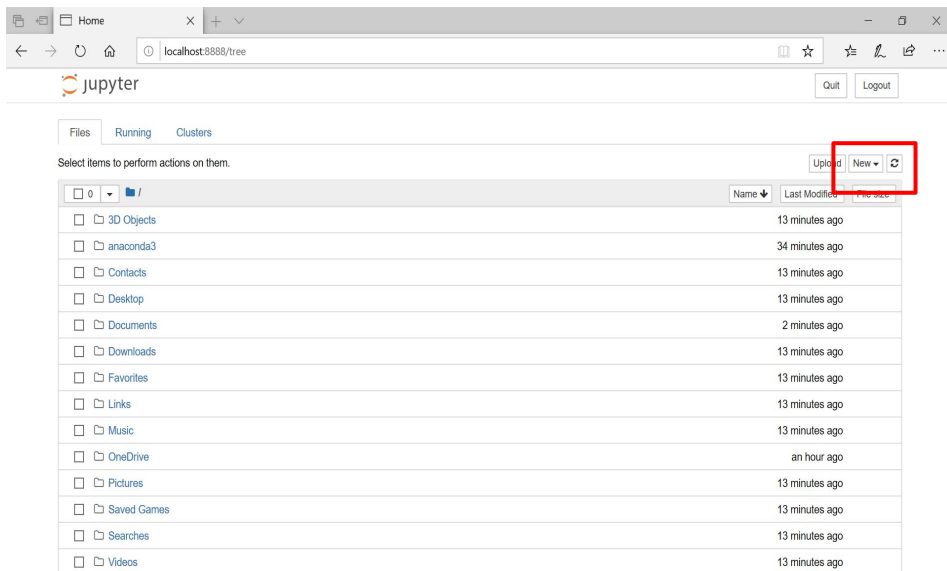 Home
localhost:8888/tree
jupyter
Quit Logout
Files Running Clusters
Select items to perform actions on them.
Upload New
0 / Name Last Modified File size
3D Objects 13 minutes ago
anaconda3 34 minutes ago
Contacts 13 minutes ago
Desktop 13 minutes ago
Documents 2 minutes ago
Downloads 13 minutes ago
Favorites 13 minutes ago
Links 13 minutes ago
Music 13 minutes ago
OneDrive an hour ago
Pictures 13 minutes ago
Saved Games 13 minutes ago
Searches 13 minutes ago
Videos 13 minutes ago